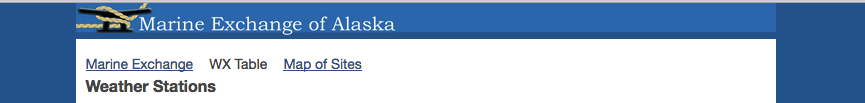 Marine Exchange of Alaska
Marine Exchange WX Table Map of Sites
Weather Stations